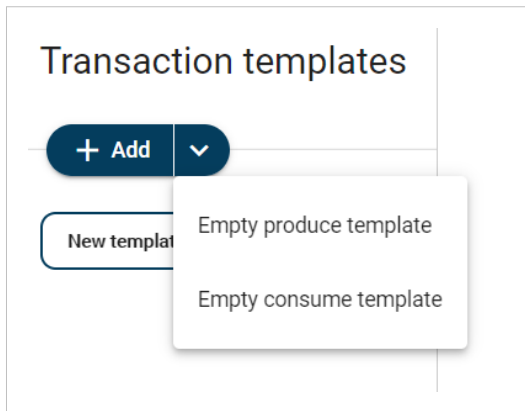 Transaction templates
+ Add
Empty produce template
New templat
Empty consume template